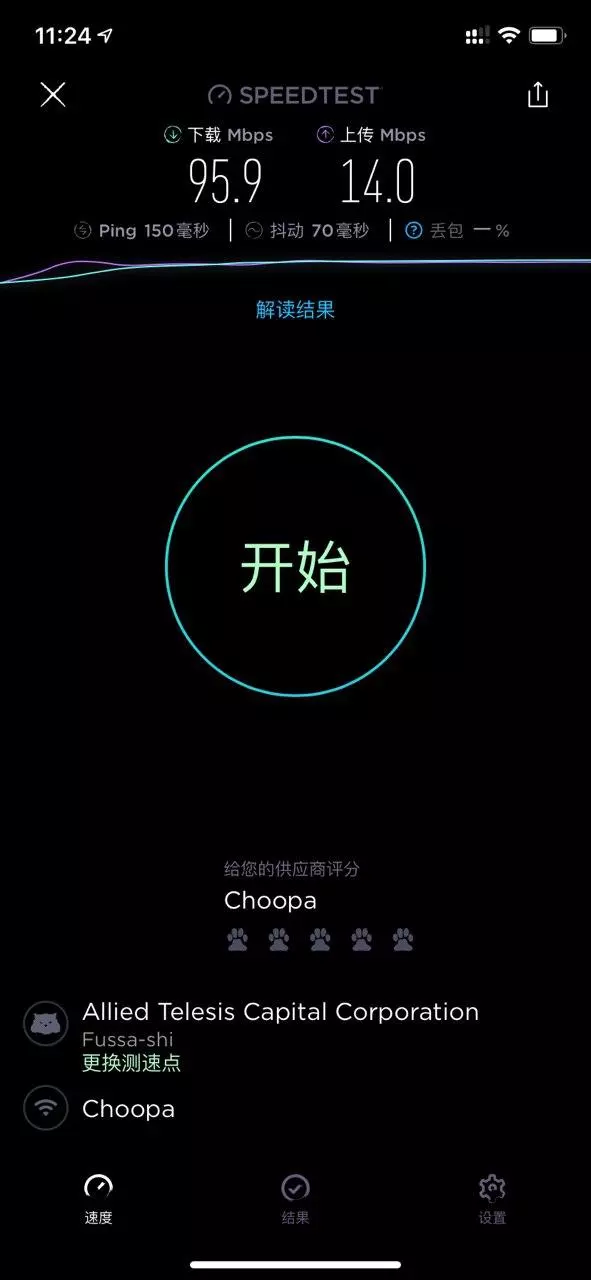 11:24
SPEEDTEST
下载 Mbps 上传 Mbps
95.9 14.0
Ping 150毫秒 抖动 70毫秒 ? 丢包 一 %
解读结果
开始
给您的供应商评分
Choopa
Allied Telesis Capital Corporation
Fussa-shi
更换测速点
Choopa
速度 结果 设置